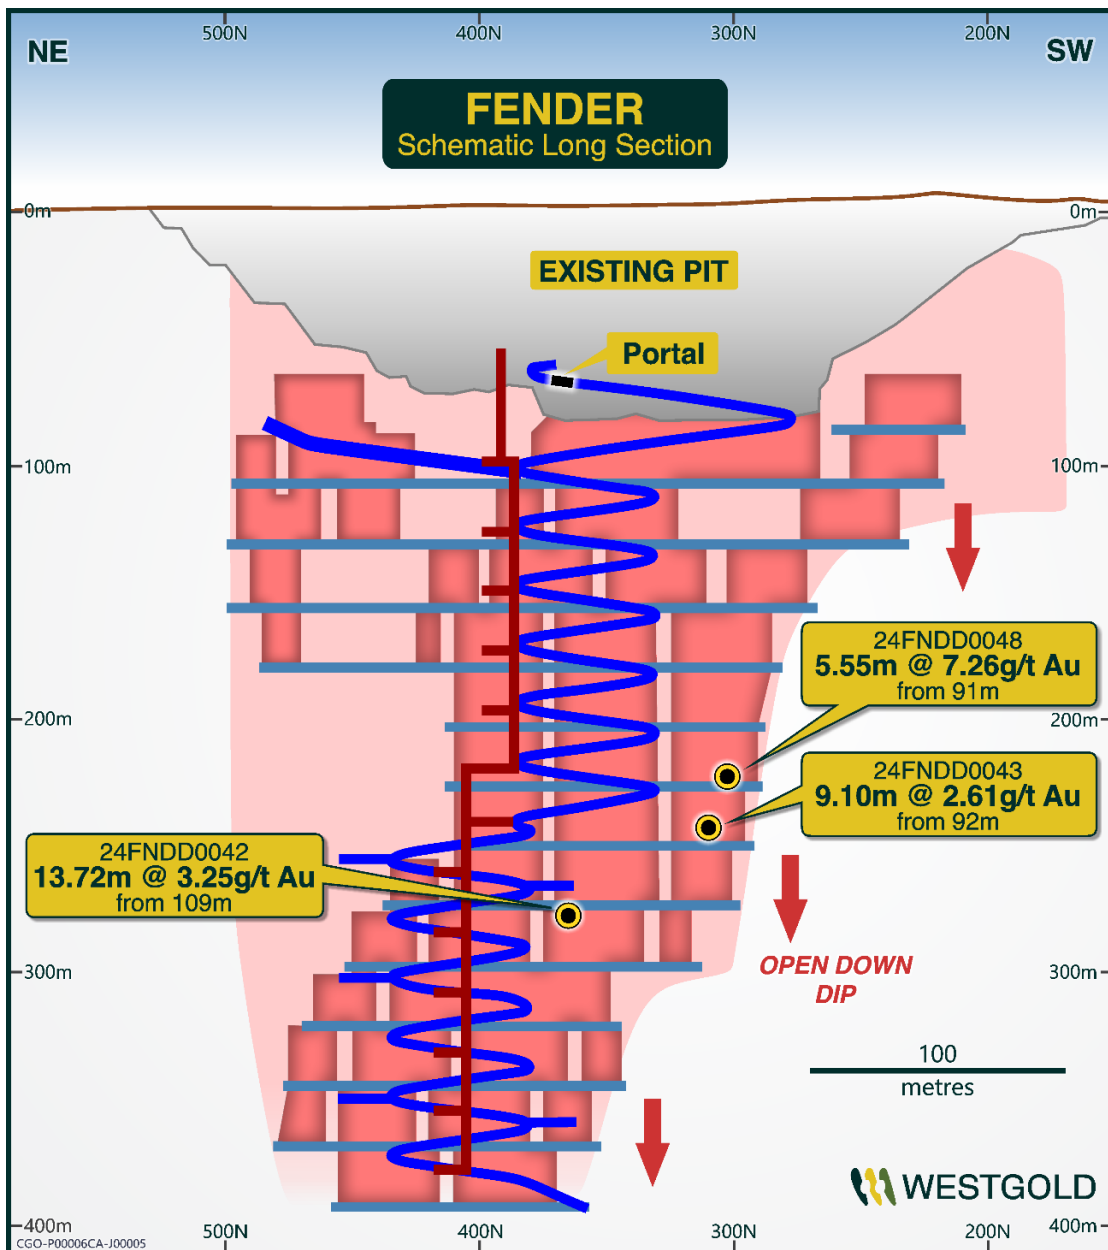 500N 400N 300N 200N
NE
SW
FENDER
Schematic Long Section
0m
0m
EXISTING PIT
Portal
100m
100m
24FNDD0048
5.55m @ 7.26g/t Au
from 91m
200m
200m
24FNDD0043
9.10m @ 2.61g/t Au
from 92m
24FNDD0042
13.72m @ 3.25g/t Au
from 109m
OPEN DOWN
DIP
300m
300m
100
metres
WESTGOLD
400m
400m
500N 400N 300N 200N
CGO-P00006CA-J00005